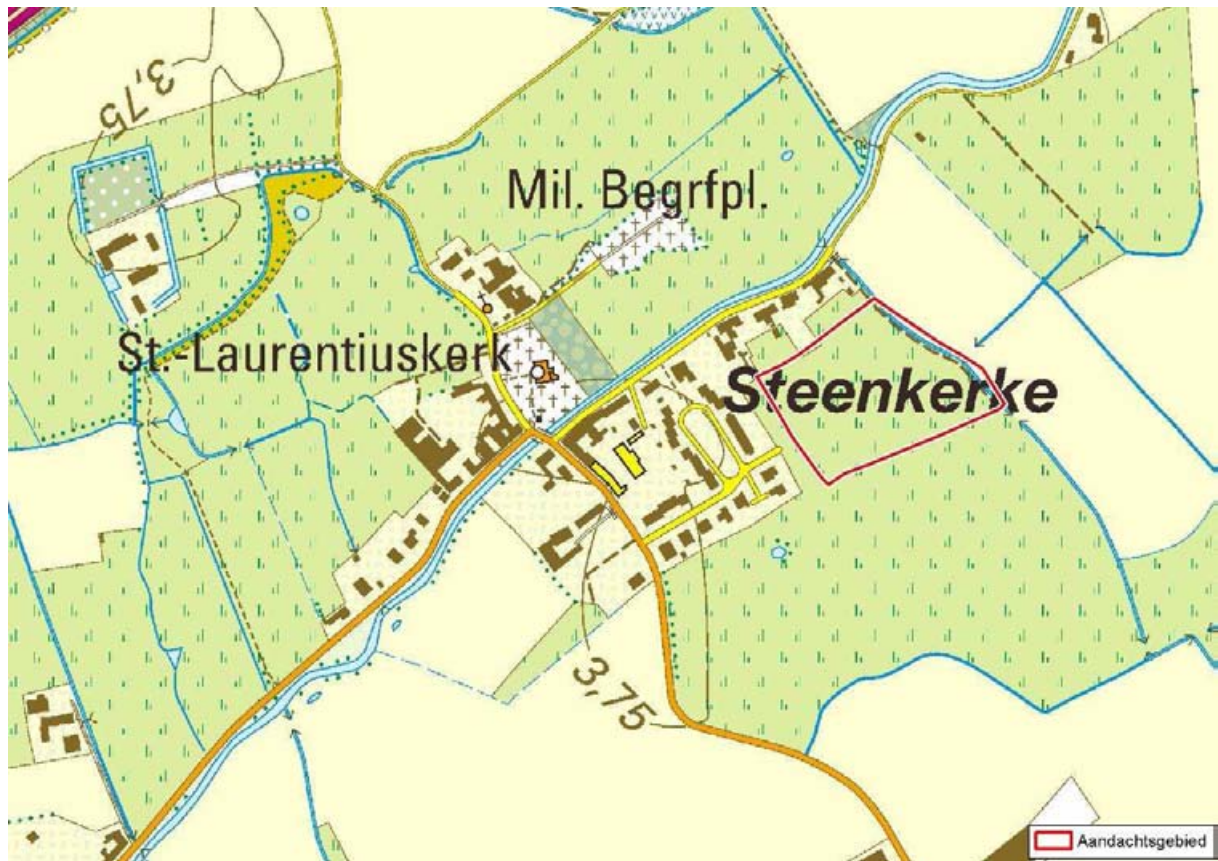 3,75
Mil. Begrfpl.
St.-Laurentiuskerk
Steenkerke
3,75
Aandachtsgebied